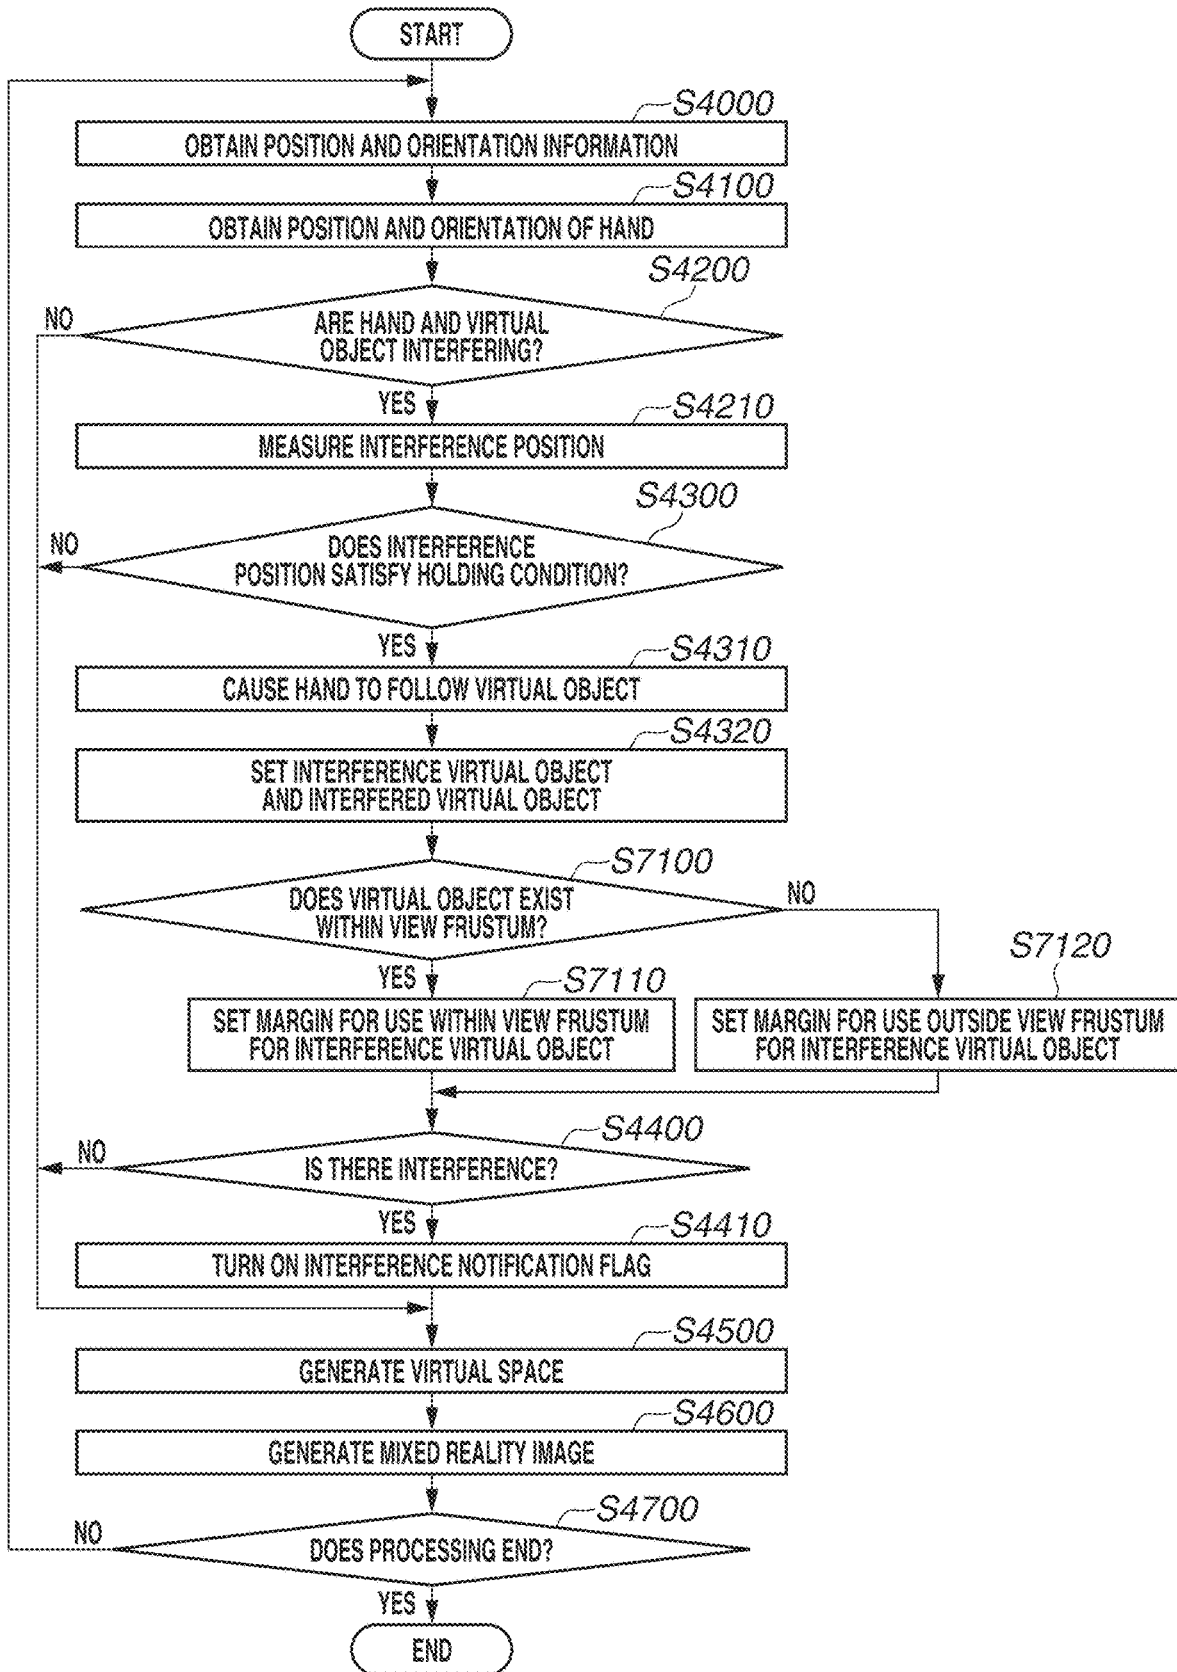 START
S4000
OBTAIN POSITION AND ORIENTATION INFORMATION
S4100
OBTAIN POSITION AND ORIENTATION OF HAND
S4200
NO
ARE HAND AND VIRTUAL
OBJECT INTERFERING?
YES
S4210
MEASURE INTERFERENCE POSITION
S4300
NO
DOES INTERFERENCE
POSITION SATISFY HOLDING CONDITION?
YES
S4310
CAUSE HAND TO FOLLOW VIRTUAL OBJECT
S4320
SET INTERFERENCE VIRTUAL OBJECT
AND INTERFERED VIRTUAL OBJECT
S7100
DOES VIRTUAL OBJECT EXIST
WITHIN VIEW FRUSTUM?
NO
YES
S7110
SET MARGIN FOR USE WITHIN VIEW FRUSTUM
FOR INTERFERENCE VIRTUAL OBJECT
S7120
SET MARGIN FOR USE OUTSIDE VIEW FRUSTUM
FOR INTERFERENCE VIRTUAL OBJECT
S4400
NO
IS THERE INTERFERENCE?
YES
S4410
TURN ON INTERFERENCE NOTIFICATION FLAG
S4500
GENERATE VIRTUAL SPACE
S4600
GENERATE MIXED REALITY IMAGE
S4700
NO
DOES PROCESSING END?
YES
END